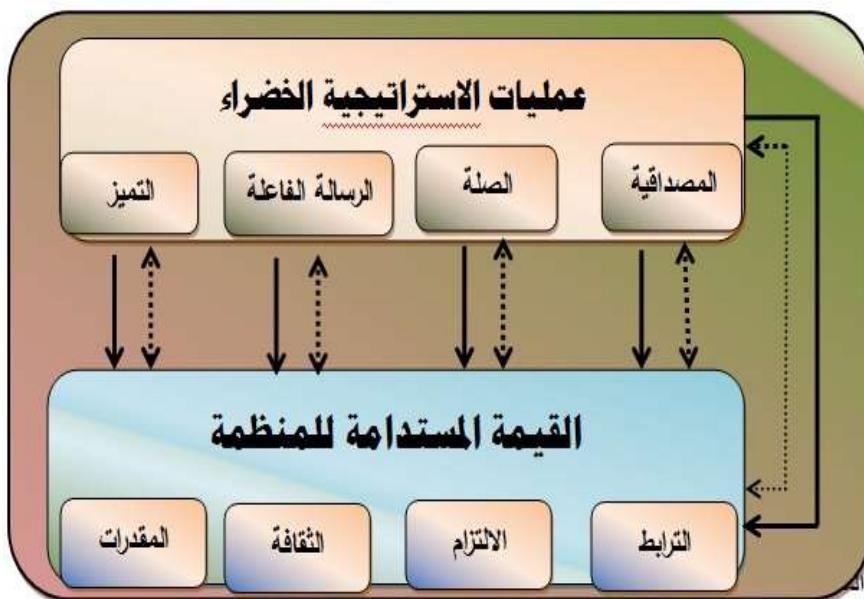 عمليات الاستراتيجية الخضراء
المصداقية
الصلة
الرسالة الفاعلة
التميز
القيمة المستدامة للمنظمة
الترابط
الالتزام
الثقافة
المقدرات